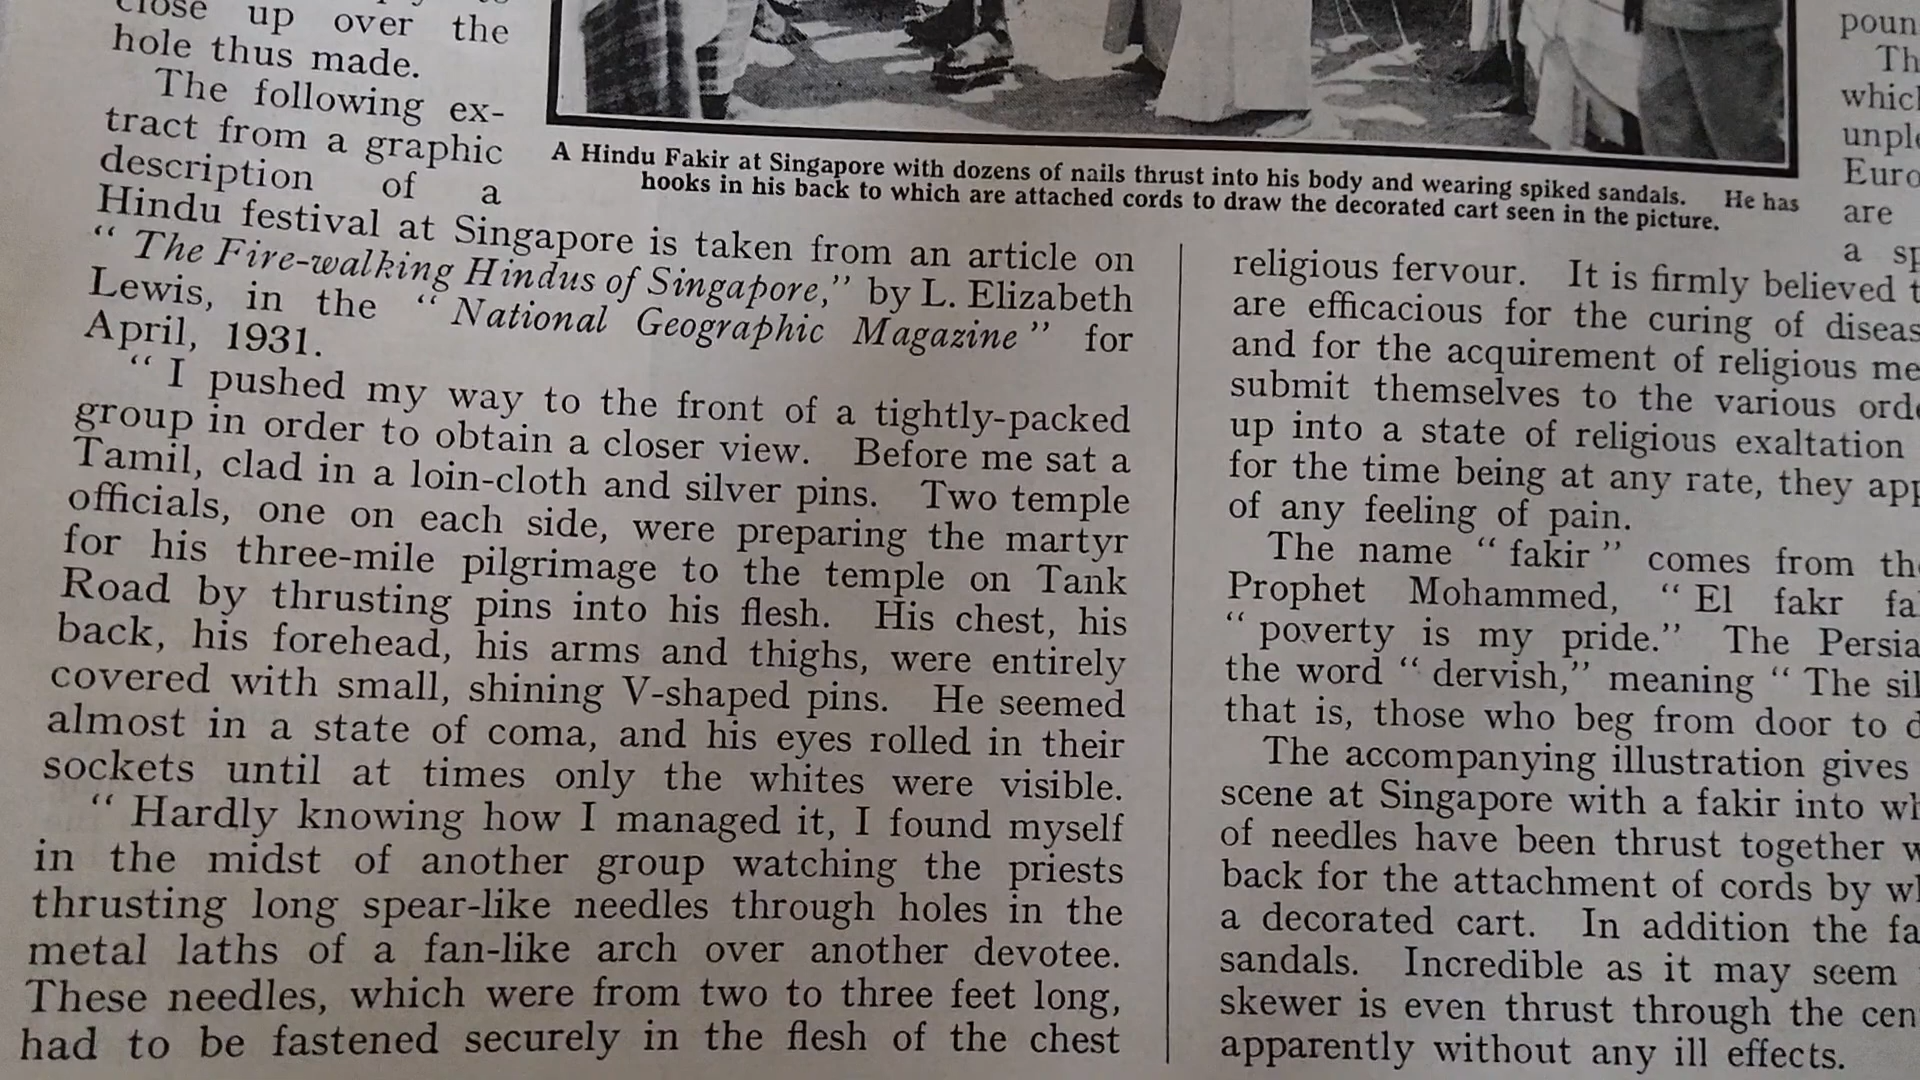 close up over the
hole thus made.
The following ex-
tract from a graphic
description of a
Hindu festival at Singapore is taken from an article on
“ The Fire-walking Hindus of Singapore,” by L. Elizabeth
Lewis, in the “ National Geographic Magazine ” for
April, 1931.
“ I pushed my way to the front of a tightly-packed
group in order to obtain a closer view. Before me sat a
Tamil, clad in a loin-cloth and silver pins. Two temple
officials, one on each side, were preparing the martyr
for his three-mile pilgrimage to the temple on Tank
Road by thrusting pins into his flesh. His chest, his
back, his forehead, his arms and thighs, were entirely
covered with small, shining V-shaped pins. He seemed
almost in a state of coma, and his eyes rolled in their
sockets until at times only the whites were visible.
“ Hardly knowing how I managed it, I found myself
in the midst of another group watching the priests
thrusting long spear-like needles through holes in the
metal laths of a fan-like arch over another devotee.
These needles, which were from two to three feet long,
had to be fastened securely in the flesh of the chest
A Hindu Fakir at Singapore with dozens of nails thrust into his body and wearing spiked sandals. He has
hooks in his back to which are attached cords to draw the decorated cart seen in the picture.
religious fervour. It is firmly believed
are efficacious for the curing of
and for the acquirement of religious
submit themselves to the various
up into a state of religious exaltation
for the time being at any rate, they
of any feeling of pain.
The name “ fakir ” comes from
Prophet Mohammed, “ El fakr
“ poverty is my pride.” The
the word “ dervish,” meaning “ The
that is, those who beg from door to
The accompanying illustration gives
scene at Singapore with a fakir into
of needles have been thrust together
back for the attachment of cords by
a decorated cart. In addition the
sandals. Incredible as it may seem
skewer is even thrust through the
apparently without any ill effects.
are
a